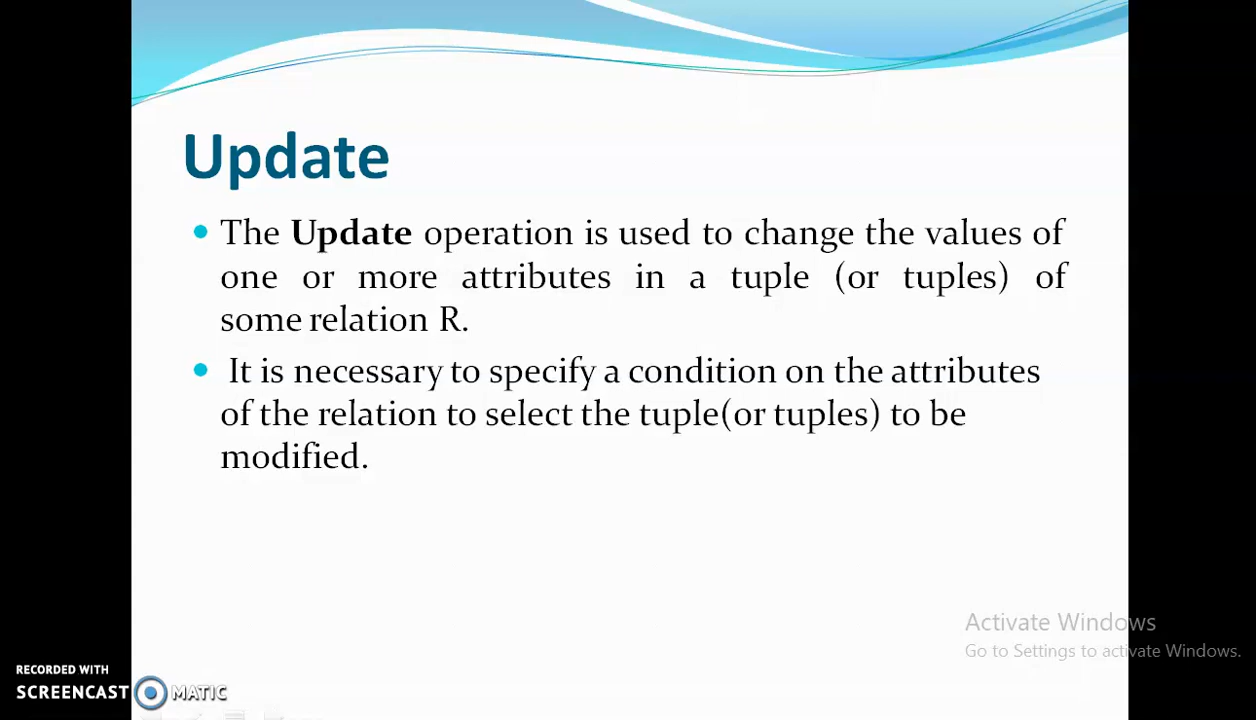 Update
The Update operation is used to change the values of
one or more attributes in a tuple (or tuples) of
some relation R.
It is necessary to specify a condition on the attributes
of the relation to select the tuple(or tuples) to be
modified.
Activate Windows
Go to Settings to activate Windows.
RECORDED WITH
SCREENCAST MATIC